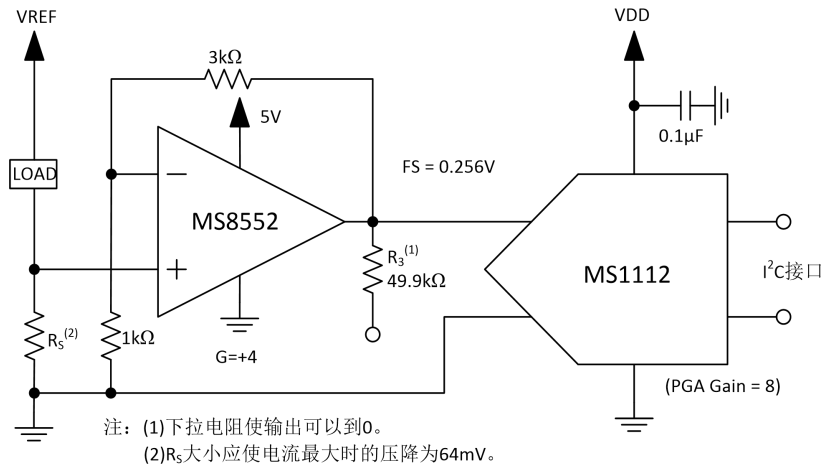 VREF
VDD
3kΩ
5V
0.1μF
LOAD
FS = 0.256V
−
MS8552
+
R3(1)
49.9kΩ
MS1112
I2C接口
RS(2)
1kΩ
G=+4
(PGA Gain = 8)
注：(1)下拉电阻使输出可以到0。
(2)RS大小应使电流最大时的压降为64mV。